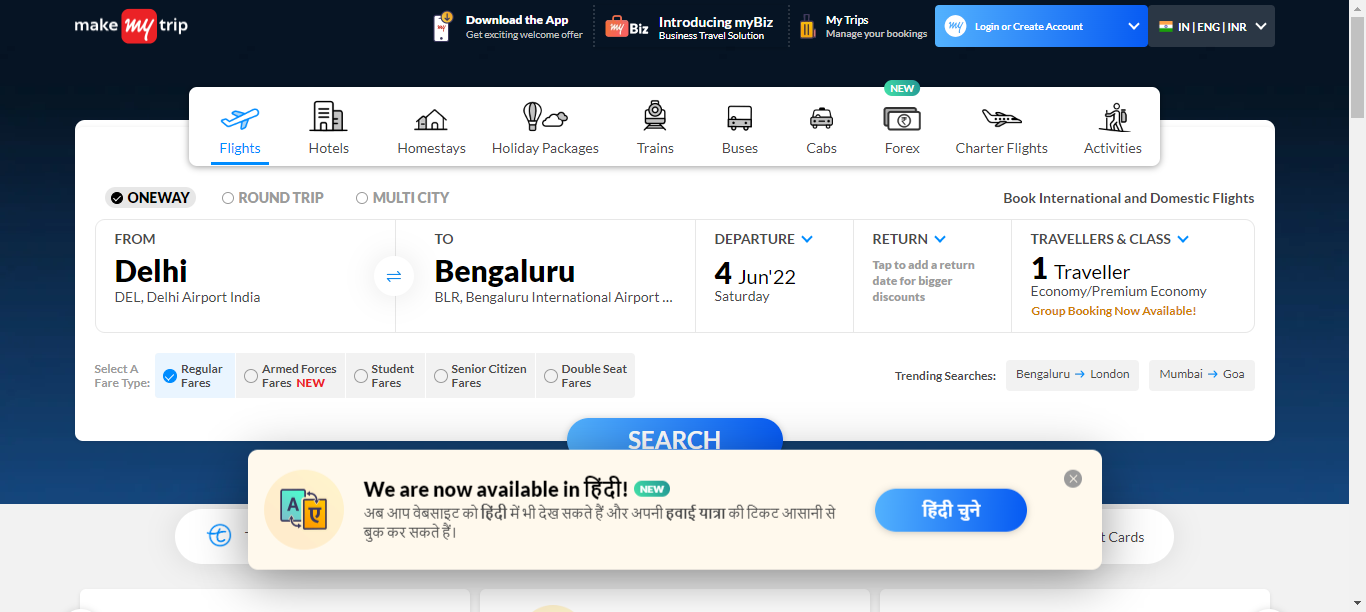 make my trip
Download the App
Get exciting welcome offer
my Biz
Introducing myBiz
Business Travel Solution
My Trips
Manage your bookings
my
Login or Create Account
IN | ENG | INR
NEW
Flights
Hotels
Homestays
Holiday Packages
Trains
Buses
Cabs
Forex
Charter Flights
Activities
ONEWAY
ROUND TRIP
MULTI CITY
Book International and Domestic Flights
FROM
Delhi
DEL, Delhi Airport India
TO
Bengaluru
BLR, Bengaluru International Airport ...
DEPARTURE
4 Jun'22
Saturday
RETURN
Tap to add a return
date for bigger
discounts
TRAVELLERS & CLASS
1 Traveller
Economy/Premium Economy
Group Booking Now Available!
Select A
Fare Type:
Regular
Fares
Armed Forces
Fares NEW
Student
Fares
Senior Citizen
Fares
Double Seat
Fares
Trending Searches:
Bengaluru → London
Mumbai → Goa
SEARCH
A ए
We are now available in हिंदी! NEW
अब आप वेबसाइट को हिंदी में भी देख सकते हैं और अपनी हवाई यात्रा की टिकट आसानी से
बुक कर सकते हैं।
हिंदी चुने
Cards